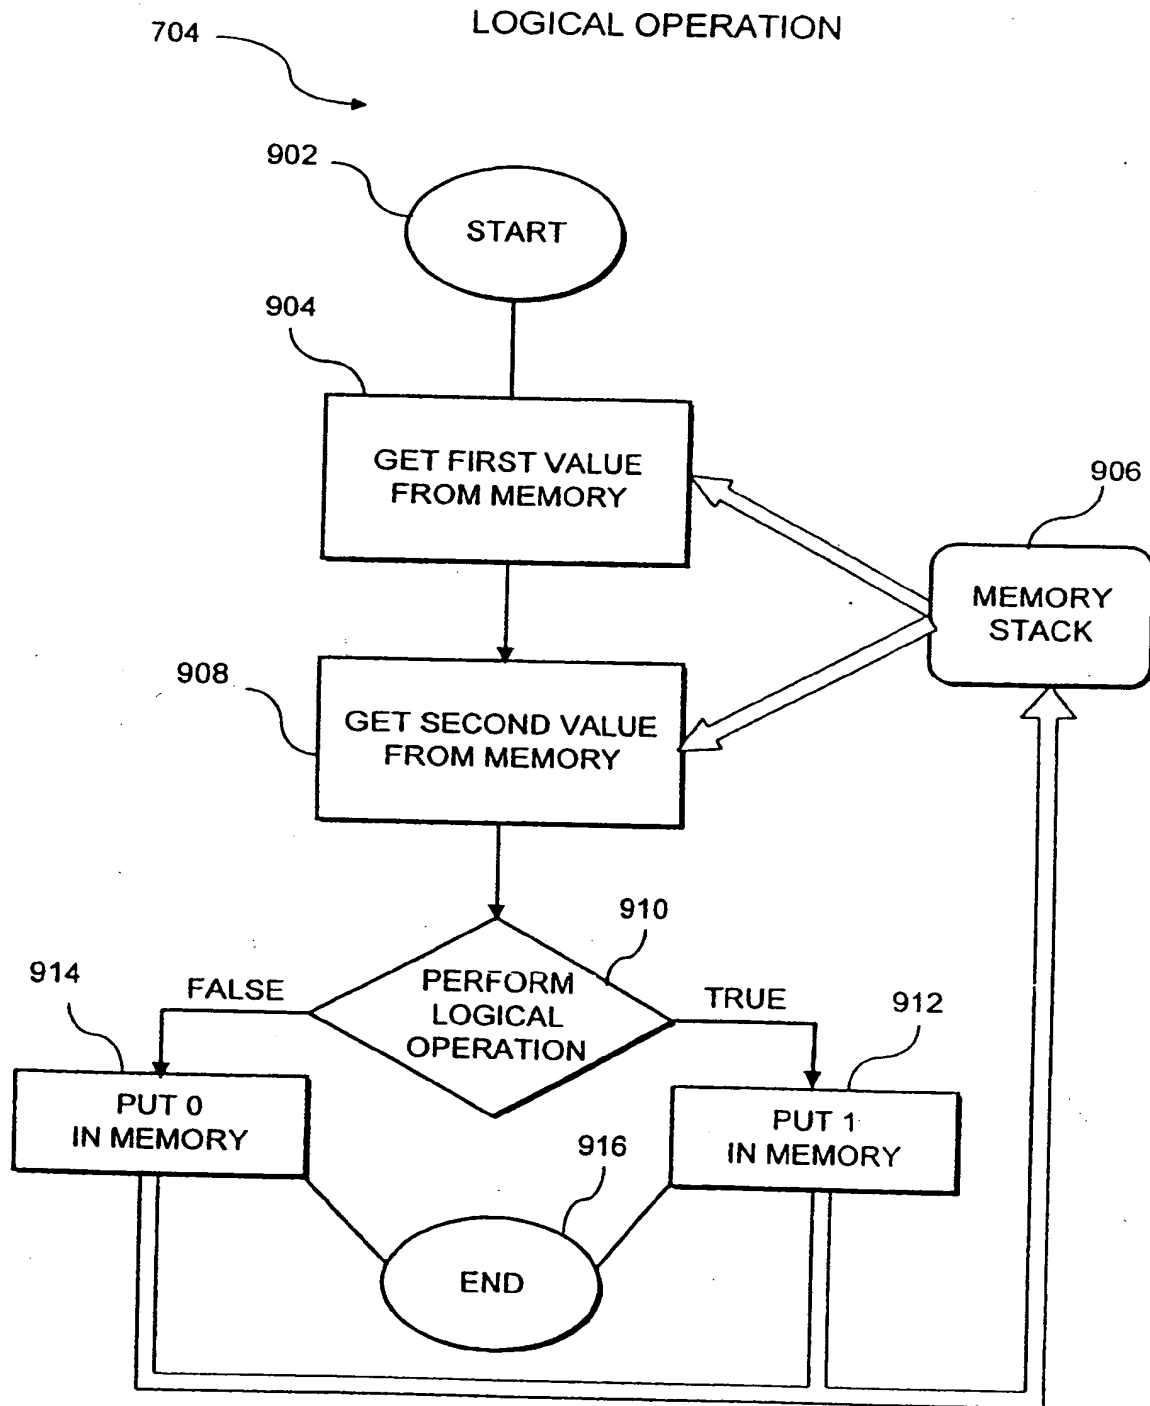 LOGICAL OPERATION
704
902
START
904
GET FIRST VALUE
FROM MEMORY
906
MEMORY
STACK
908
GET SECOND VALUE
FROM MEMORY
910
PERFORM
LOGICAL
OPERATION
FALSE
TRUE
914
912
PUT 0
IN MEMORY
PUT 1
IN MEMORY
916
END